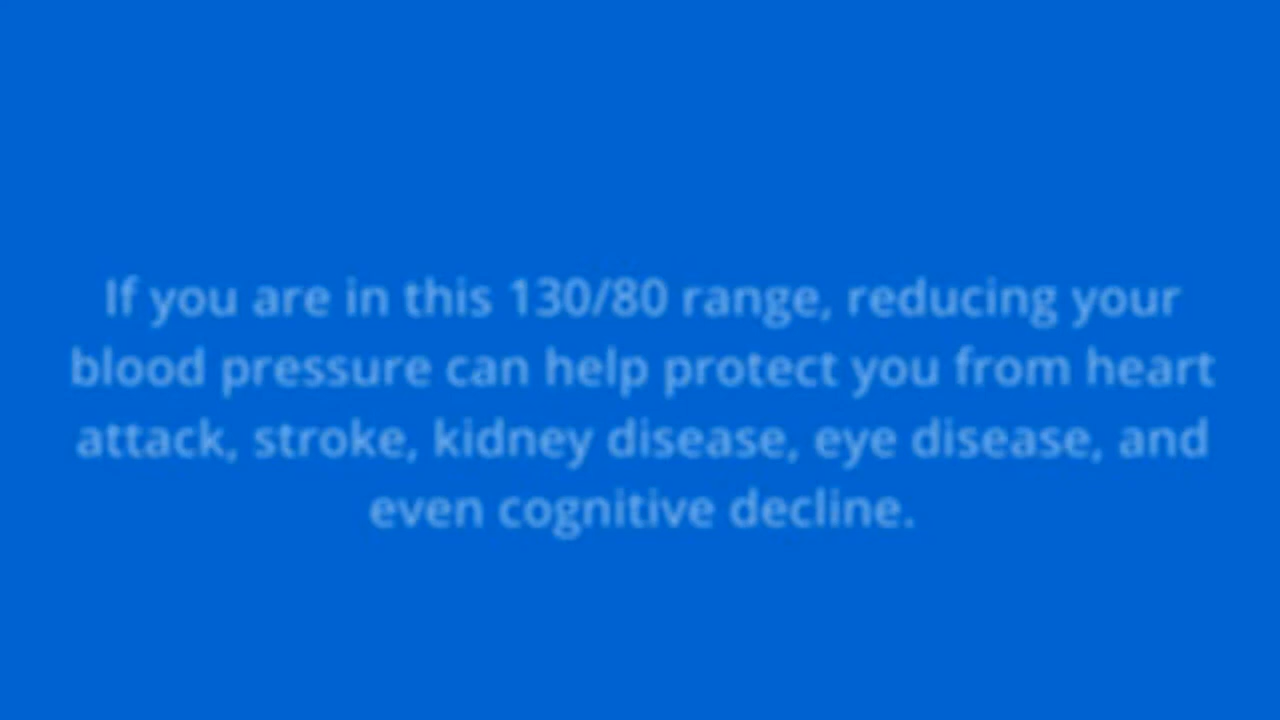 If you are in this 130/80 range, reducing your
blood pressure can help protect you from heart
attack, stroke, kidney disease, eye disease, and
even cognitive decline.